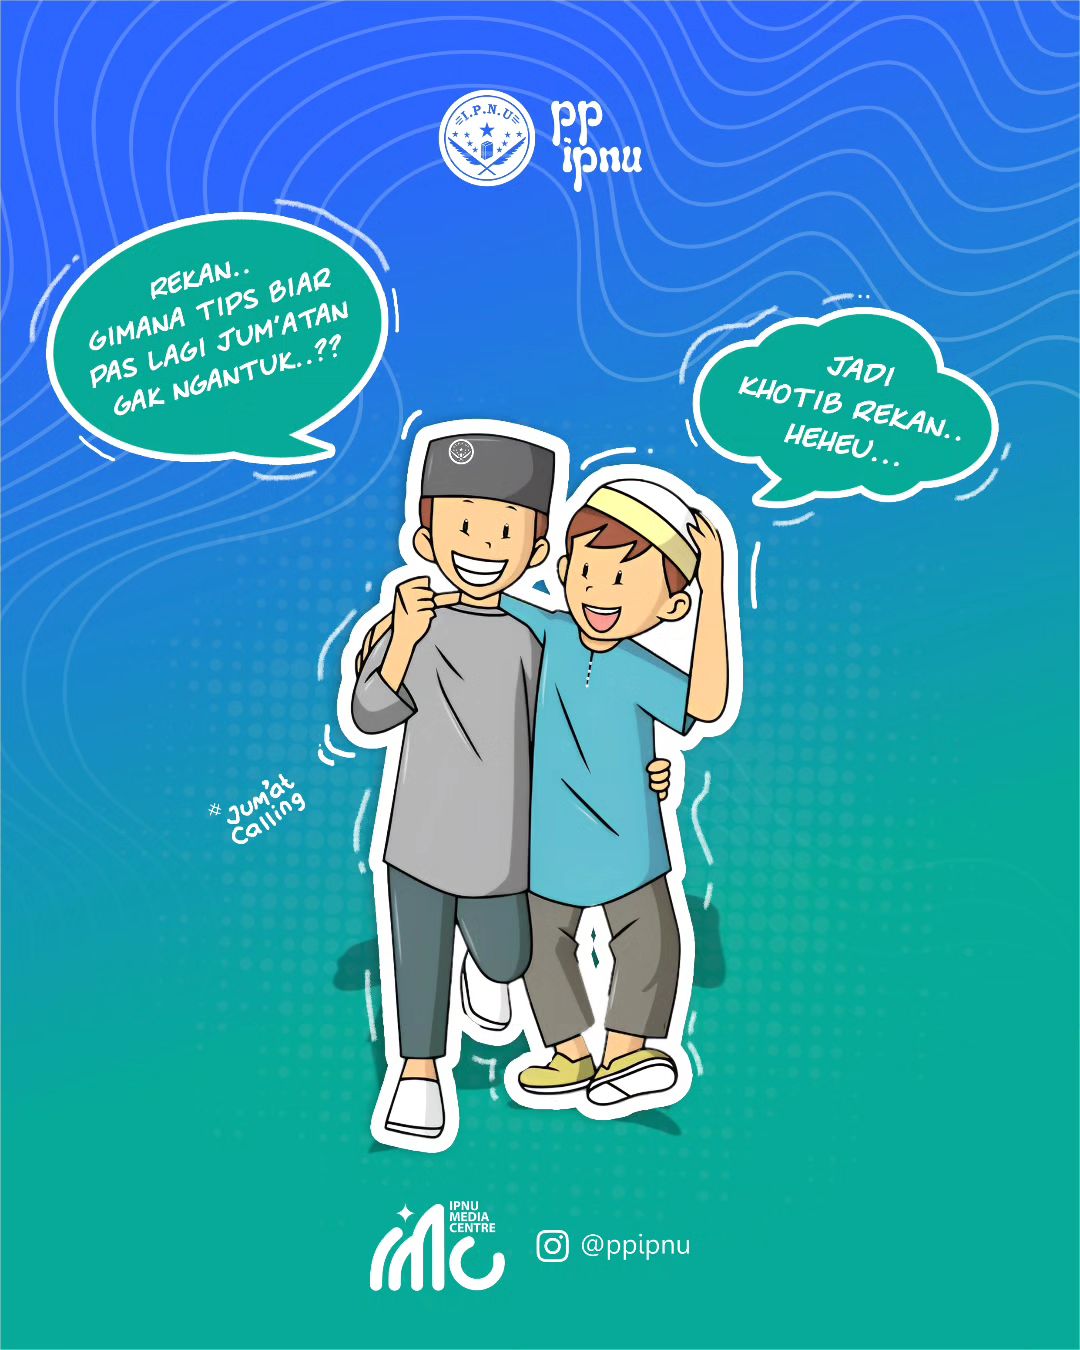 I.P.N.U
pp
ipnu
REKAN..
GIMANA TIPS BIAR
PAS LAGI JUM'ATAN
GAK NGANTUK..??
JADI
KHOTIB REKAN..
HEHEU...
# Jum'at
Calling
IPNU
MEDIA
CENTRE
imc
@ppipnu